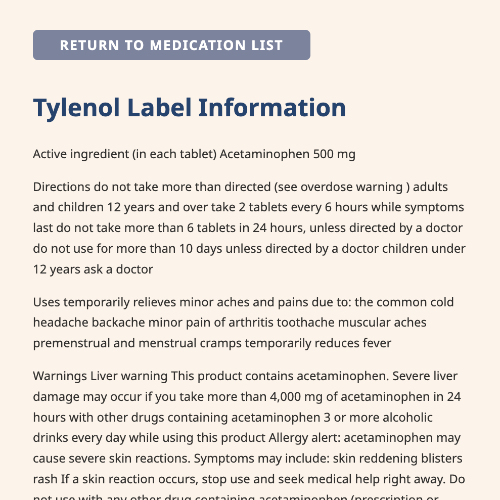 RETURN TO MEDICATION LIST
Tylenol Label Information
Active ingredient (in each tablet) Acetaminophen 500 mg
Directions do not take more than directed (see overdose warning ) adults
and children 12 years and over take 2 tablets every 6 hours while symptoms
last do not take more than 6 tablets in 24 hours, unless directed by a doctor
do not use for more than 10 days unless directed by a doctor children under
12 years ask a doctor
Uses temporarily relieves minor aches and pains due to: the common cold
headache backache minor pain of arthritis toothache muscular aches
premenstrual and menstrual cramps temporarily reduces fever
Warnings Liver warning This product contains acetaminophen. Severe liver
damage may occur if you take more than 4,000 mg of acetaminophen in 24
hours with other drugs containing acetaminophen 3 or more alcoholic
drinks every day while using this product Allergy alert: acetaminophen may
cause severe skin reactions. Symptoms may include: skin reddening blisters
rash If a skin reaction occurs, stop use and seek medical help right away. Do
not use with any other drug containing acetaminophen (prescription or